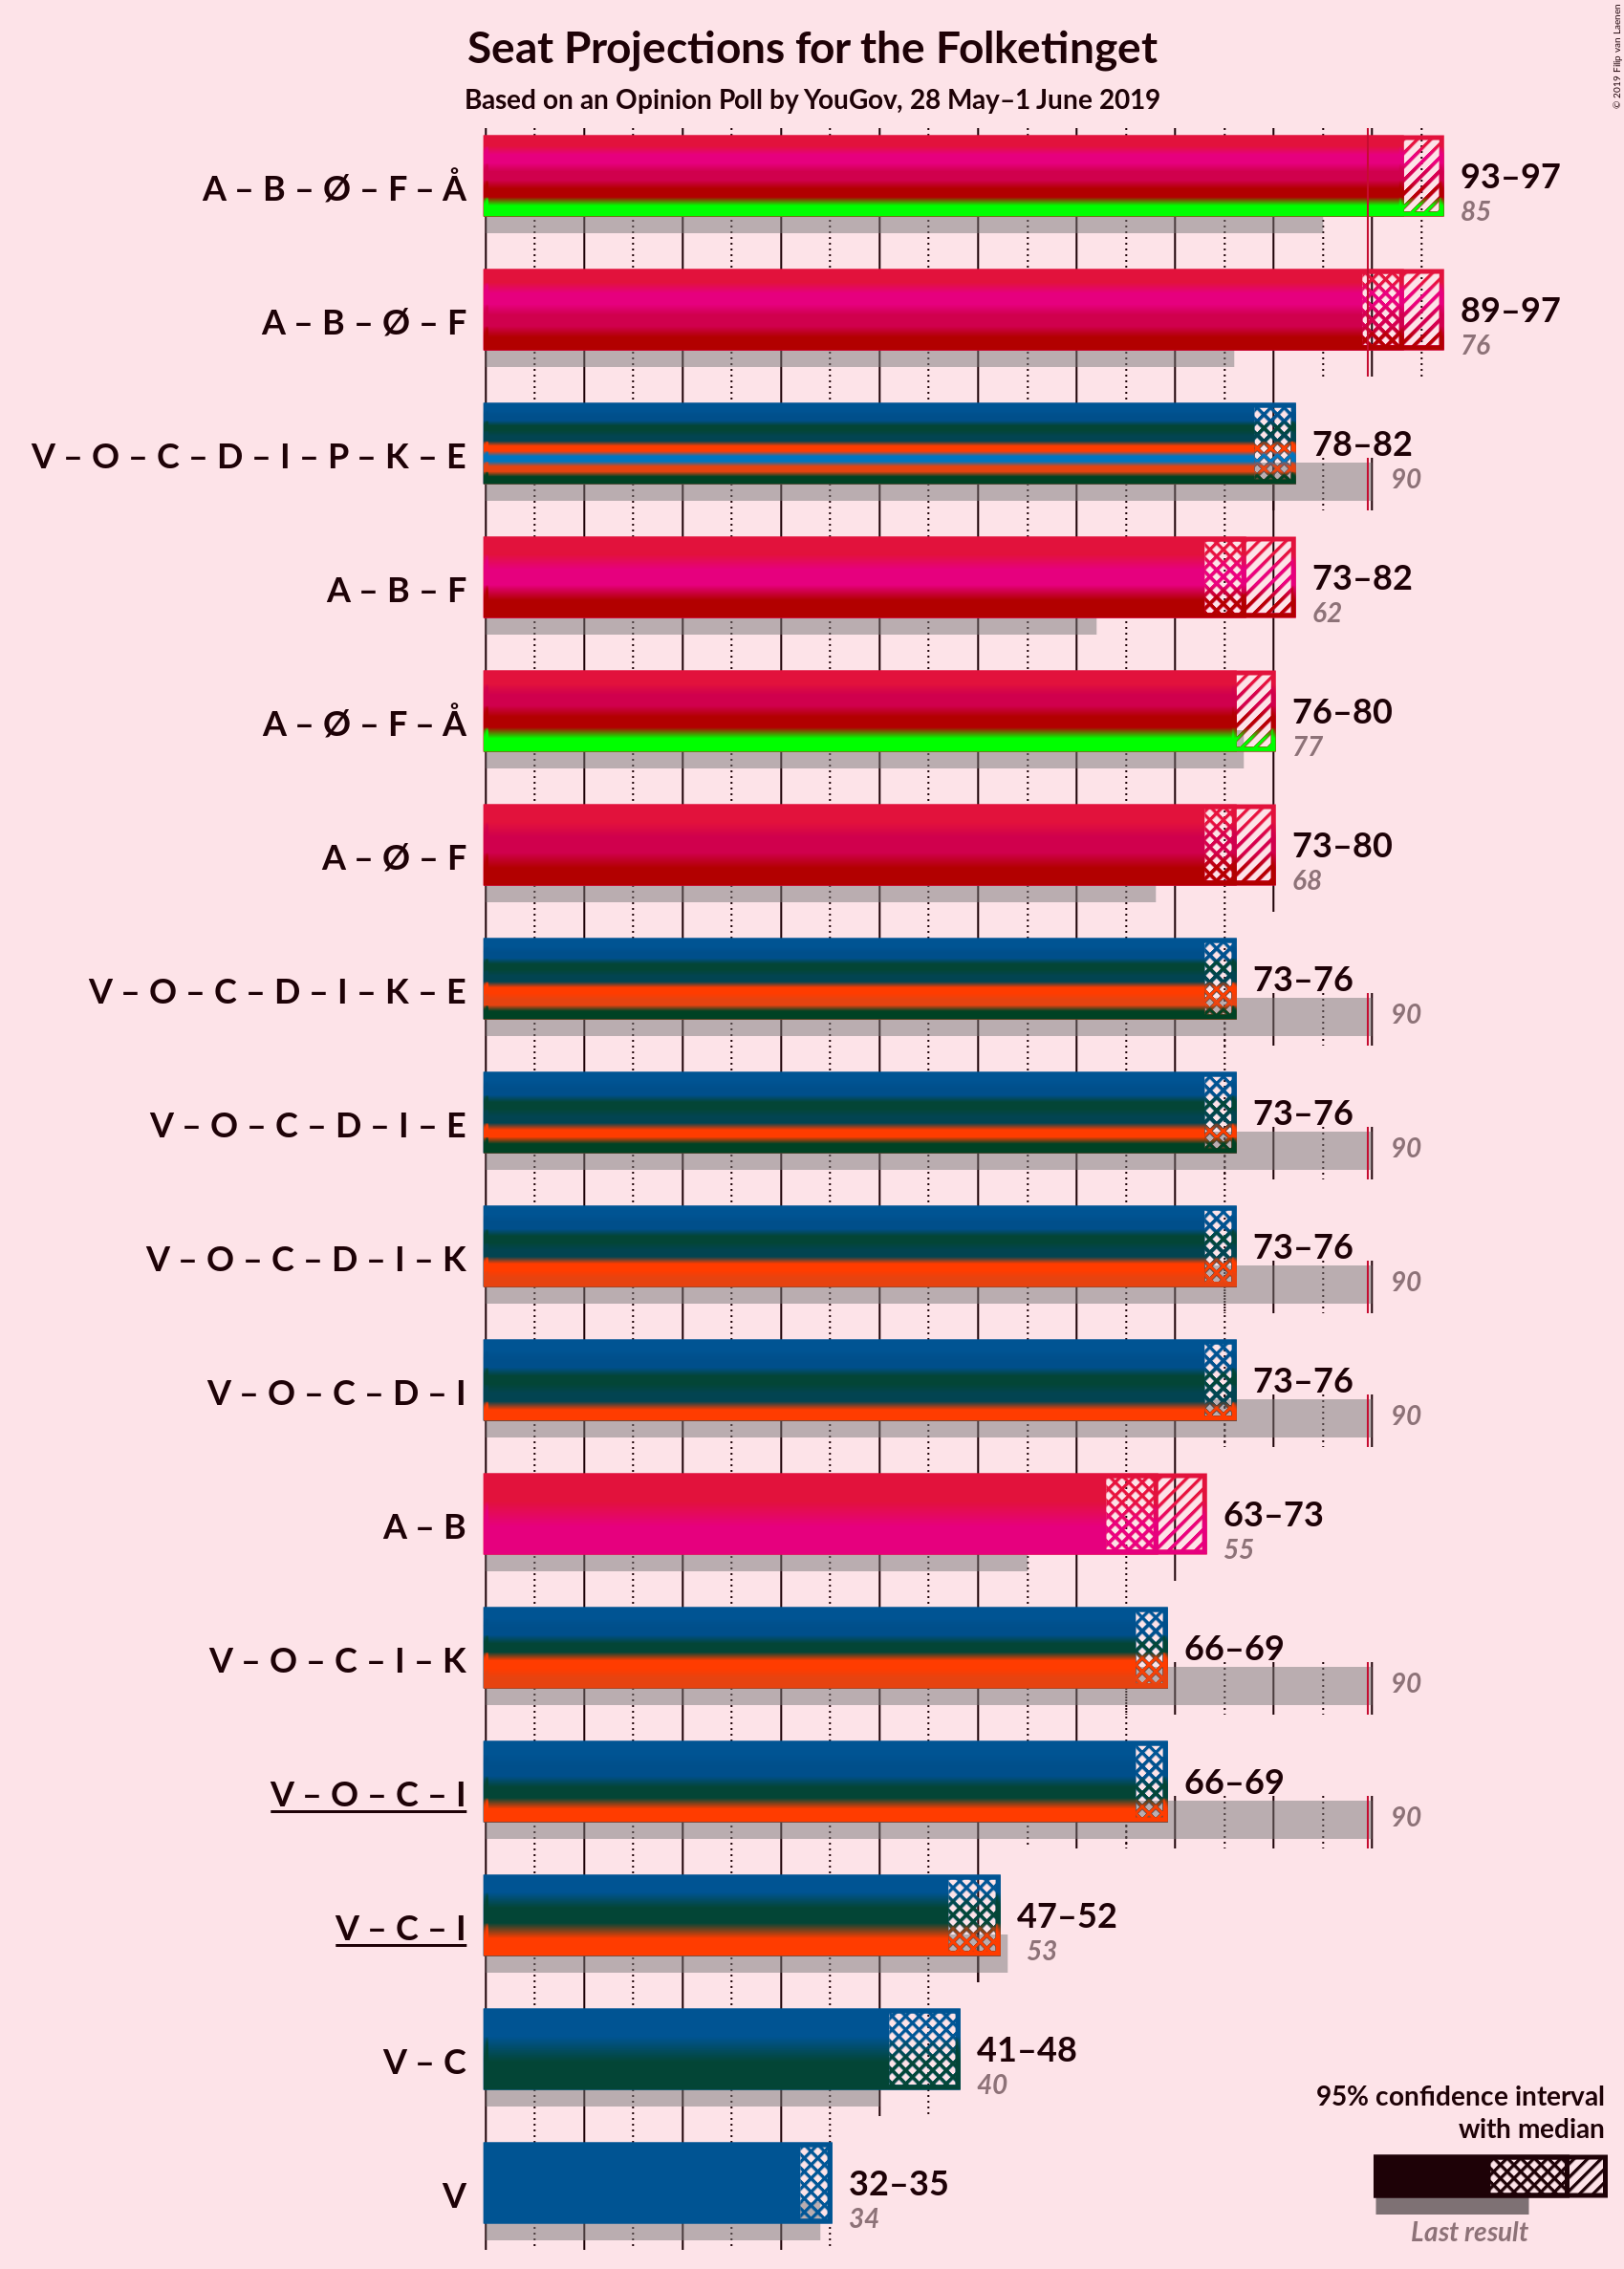 Seat Projections for the Folketinget
Based on an Opinion Poll by YouGov, 28 May–1 June 2019
© 2019 Filip van Laenen
A – B – Ø – F – Å
93–97
85
A – B – Ø – F
89–97
76
V – O – C – D – I – P – K – E
78–82
90
A – B – F
73–82
62
A – Ø – F – Å
76–80
77
A – Ø – F
73–80
68
V – O – C – D – I – K – E
73–76
90
V – O – C – D – I – E
73–76
90
V – O – C – D – I – K
73–76
90
V – O – C – D – I
73–76
90
A – B
63–73
55
V – O – C – I – K
66–69
90
V – O – C – I
66–69
90
V – C – I
47–52
53
V – C
41–48
40
V
32–35
34
95% confidence interval
with median
Last result